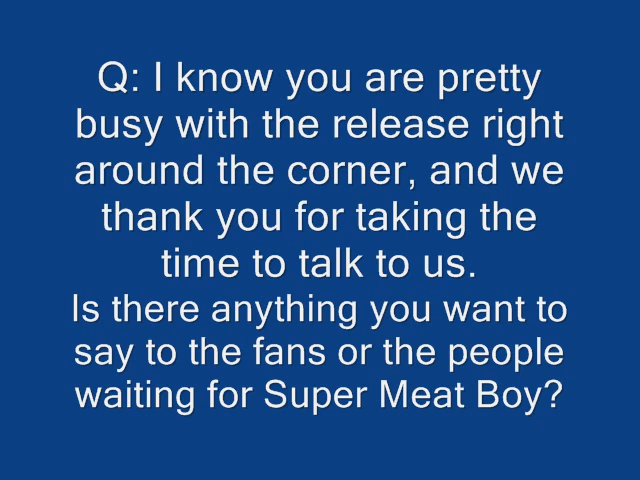 Q: I know you are pretty
busy with the release right
around the corner, and we
thank you for taking the
time to talk to us.
Is there anything you want to
say to the fans or the people
waiting for Super Meat Boy?